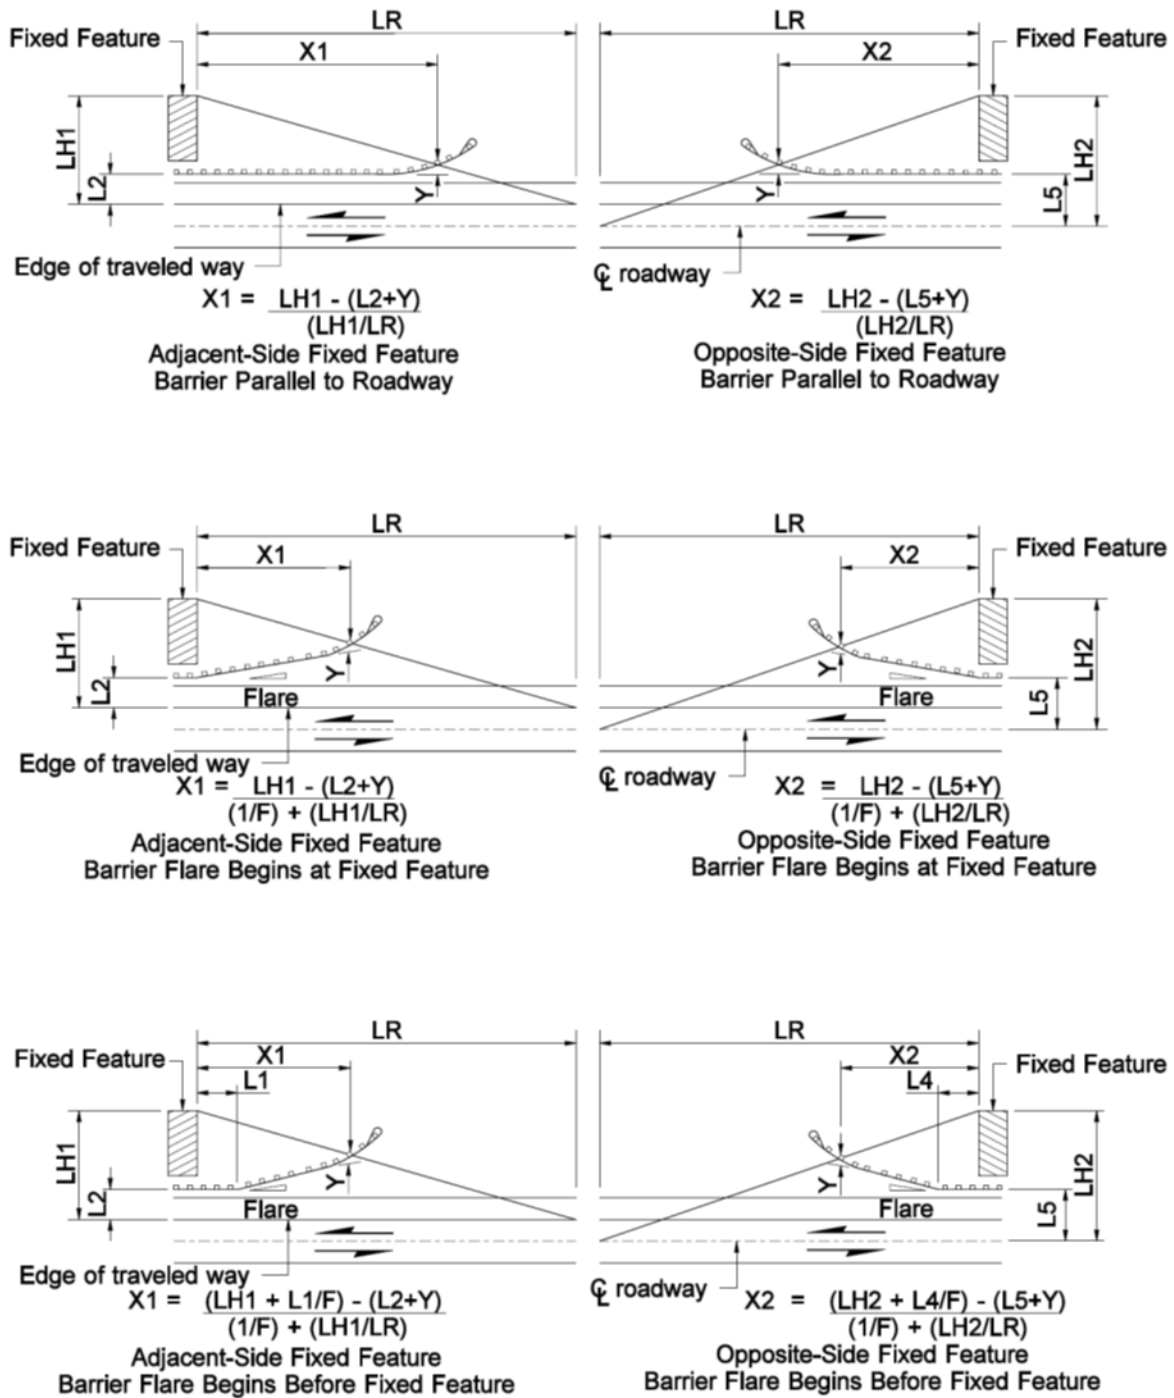 LR
LR
Fixed Feature
Fixed Feature
X1
X2
LH1
L2
Y
Y
L5
LH2
Edge of traveled way
℄ roadway
X1 = LH1 - (L2+Y)
(LH1/LR)
Adjacent-Side Fixed Feature
Barrier Parallel to Roadway
X2 = LH2 - (L5+Y)
(LH2/LR)
Opposite-Side Fixed Feature
Barrier Parallel to Roadway
LR
LR
Fixed Feature
Fixed Feature
X1
X2
LH1
L2
Y
Y
L5
LH2
Flare
Flare
Edge of traveled way
℄ roadway
X1 = LH1 - (L2+Y)
(1/F) + (LH1/LR)
Adjacent-Side Fixed Feature
Barrier Flare Begins at Fixed Feature
X2 = LH2 - (L5+Y)
(1/F) + (LH2/LR)
Opposite-Side Fixed Feature
Barrier Flare Begins at Fixed Feature
LR
LR
Fixed Feature
Fixed Feature
X1
X2
L1
L4
LH1
L2
Y
Y
L5
LH2
Flare
Flare
Edge of traveled way
℄ roadway
X1 = (LH1 + L1/F) - (L2+Y)
(1/F) + (LH1/LR)
Adjacent-Side Fixed Feature
Barrier Flare Begins Before Fixed Feature
X2 = (LH2 + L4/F) - (L5+Y)
(1/F) + (LH2/LR)
Opposite-Side Fixed Feature
Barrier Flare Begins Before Fixed Feature